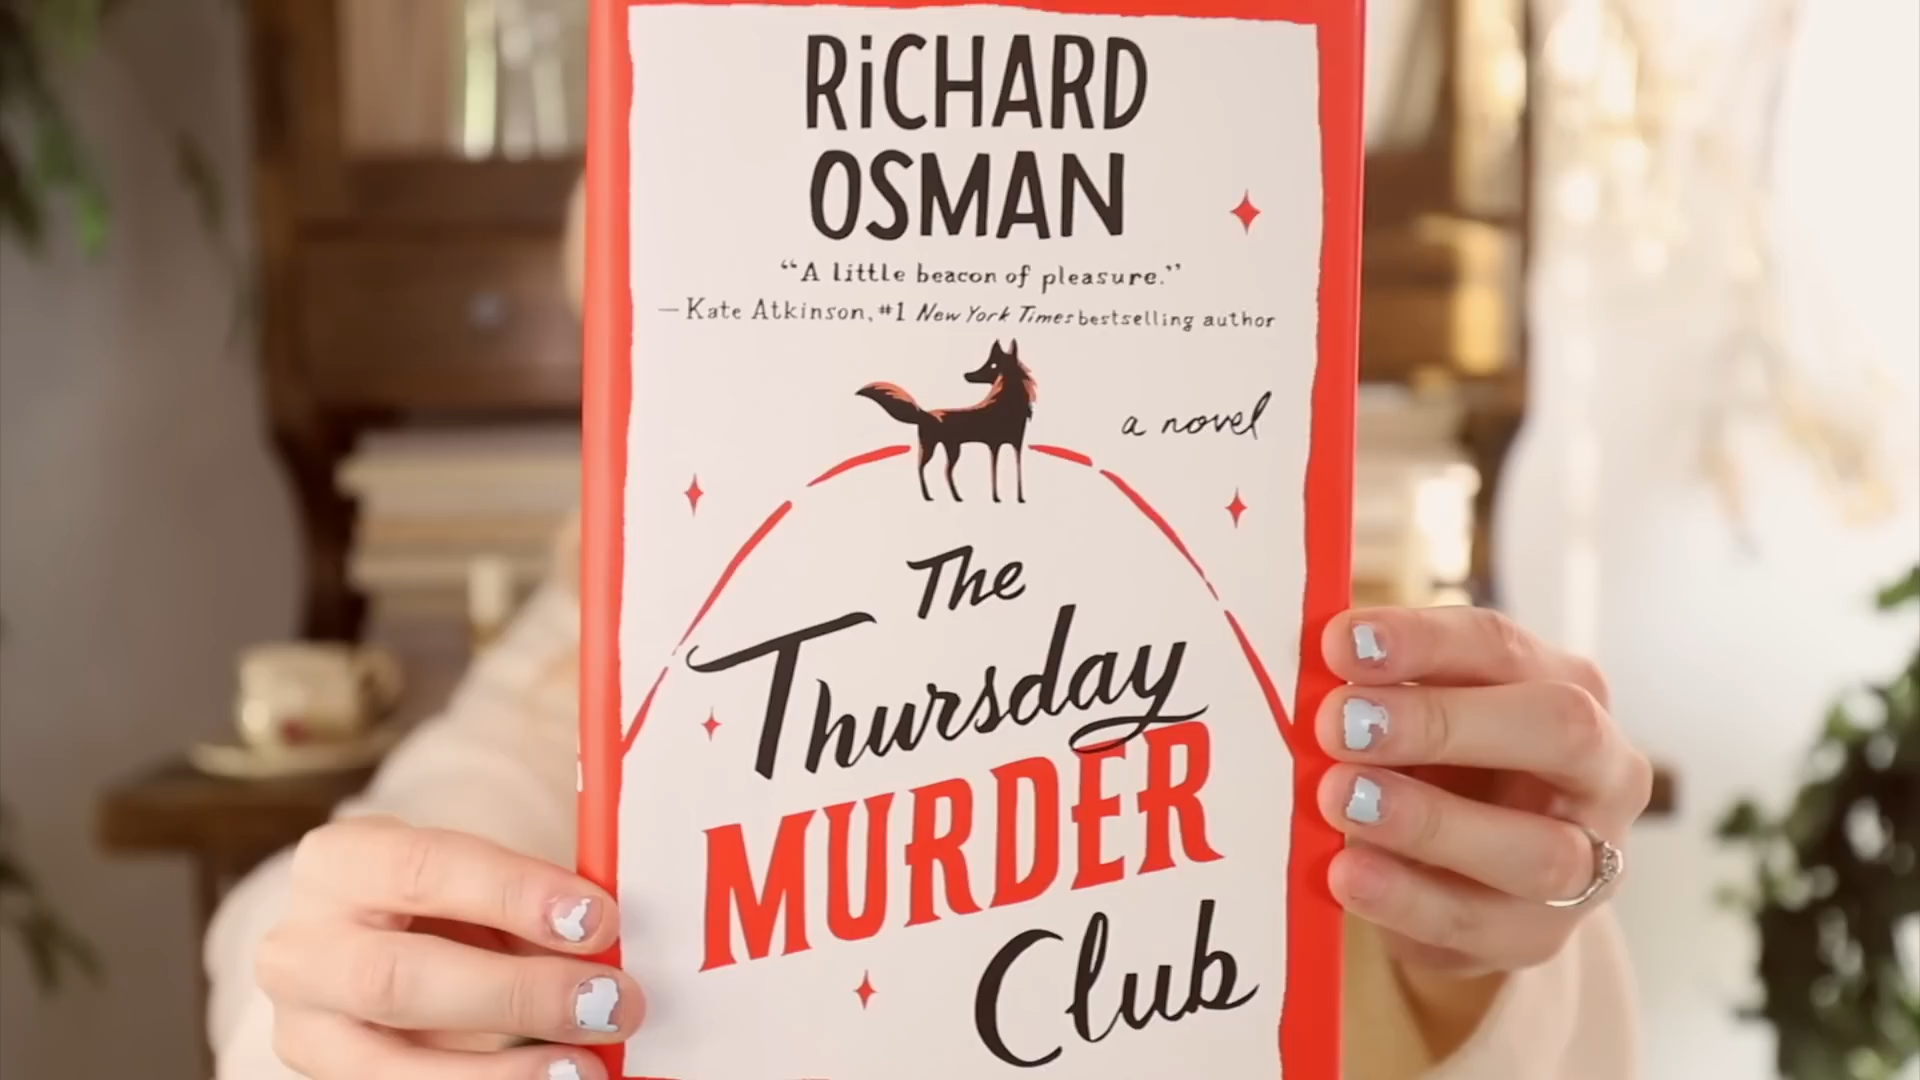 RiCHARD
OSMAN
“A little beacon of pleasure.”
— Kate Atkinson, #1 New York Times bestselling author
a novel
The
Thursday
MURDER
Club